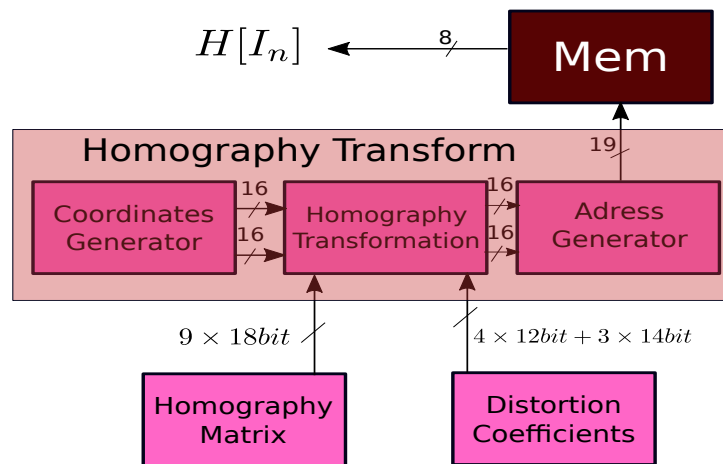 H[I_n]
8
Mem
Homography Transform
19
Coordinates
Generator
16
16
Homography
Transformation
16
16
Adress
Generator
9 × 18bit
4 × 12bit + 3 × 14bit
Homography
Matrix
Distortion
Coefficients